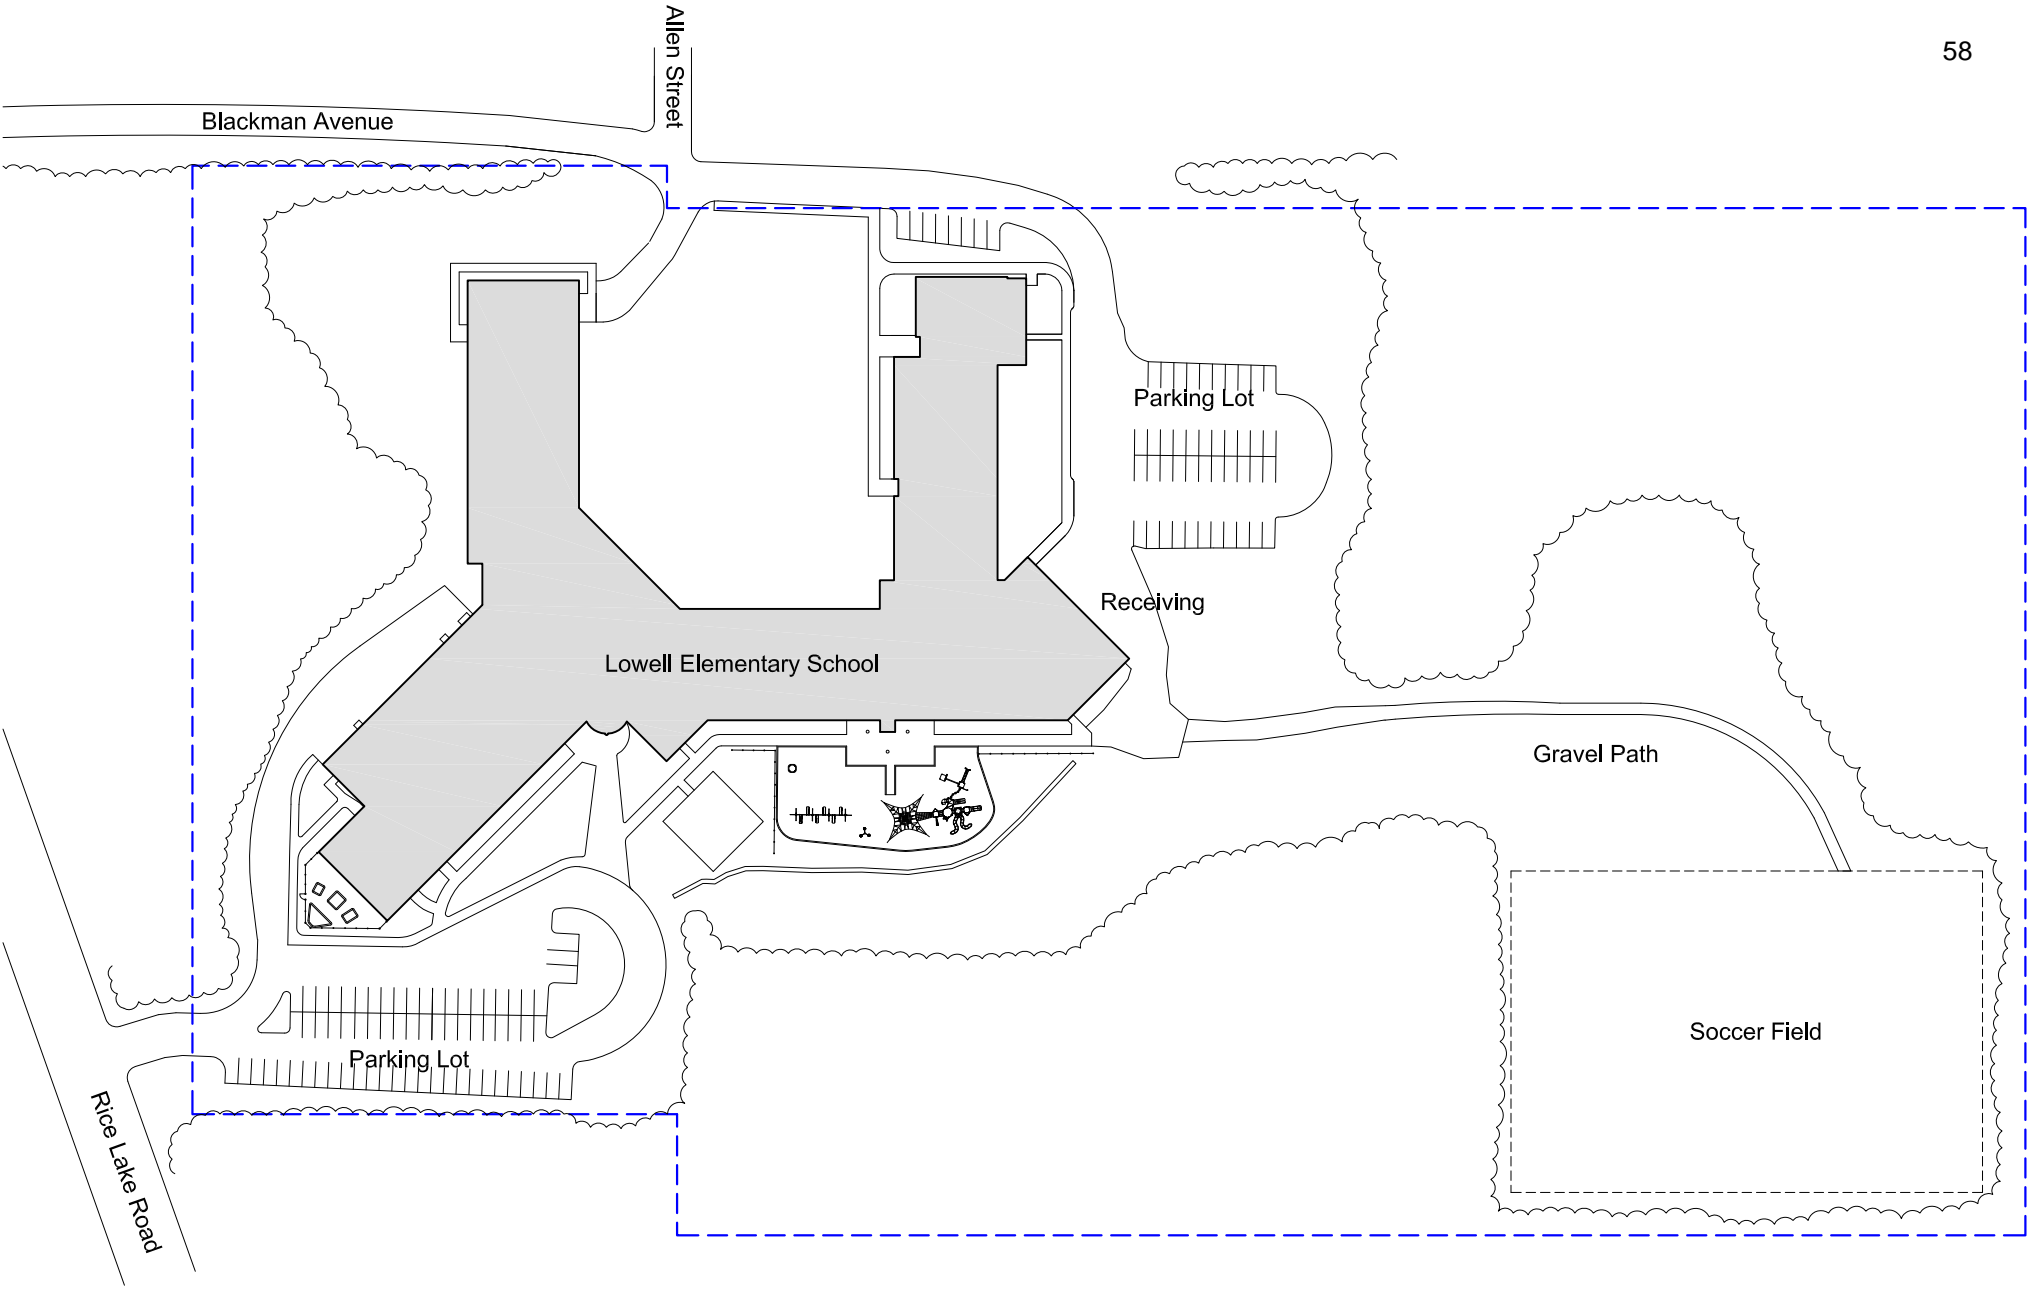 58
Allen Street
Blackman Avenue
Parking Lot
Receiving
Lowell Elementary School
Gravel Path
Soccer Field
Parking Lot
Rice Lake Road